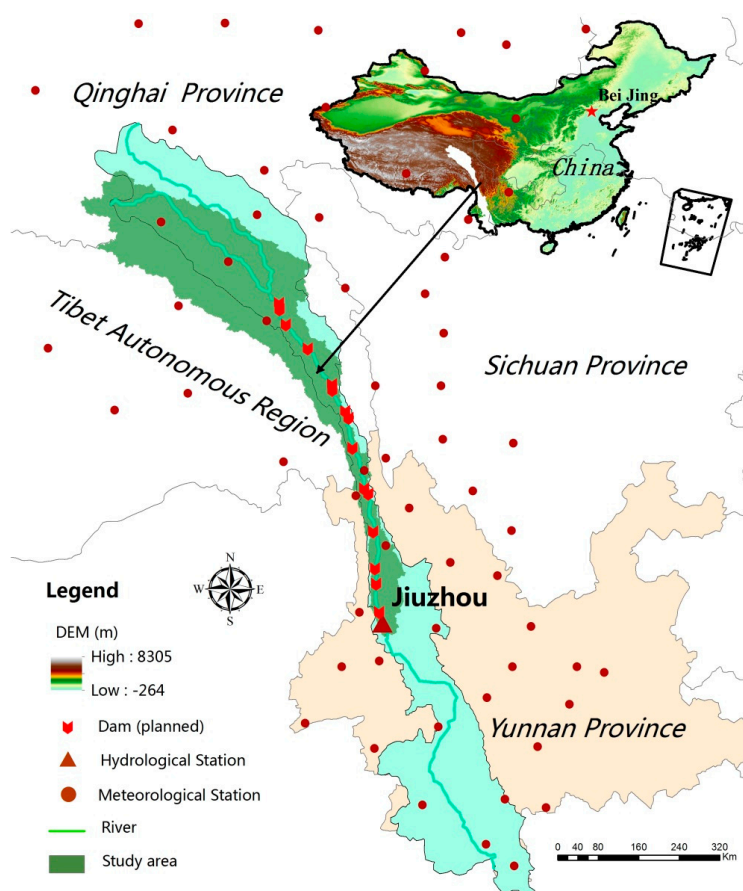 Qinghai Province
Bei Jing
China
Tibet Autonomous Region
Sichuan Province
N
W E
S
Jiuzhou
Legend
DEM (m)
High : 8305
Low : -264
Dam (planned)
Hydrological Station
Meteorological Station
River
Study area
Yunnan Province
0 40 80 160 240 320
Km